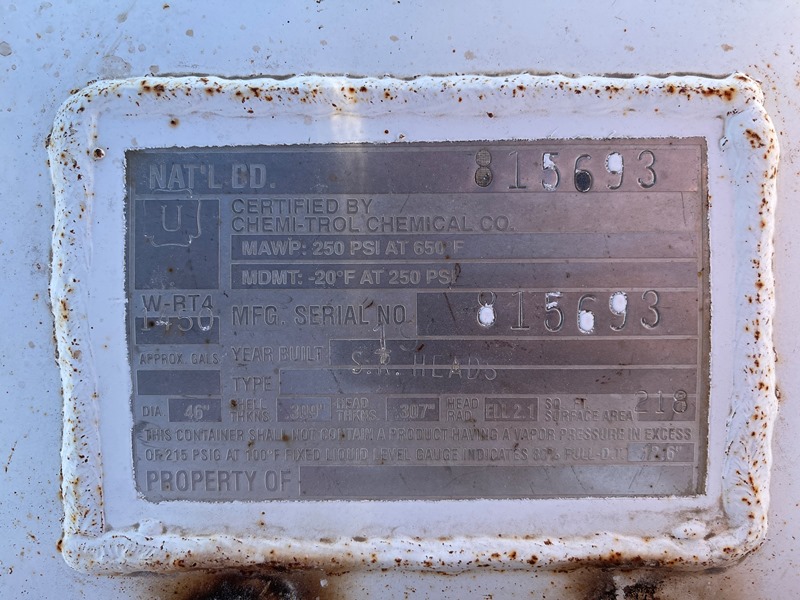 NAT'L BD. 815693
U
CERTIFIED BY
CHEMI-TROL CHEMICAL CO.
MAWP: 250 PSI AT 650°F
MDMT: -20°F AT 250 PSI
W-RT4
MFG. SERIAL NO. 815693
APPROX. GALS
YEAR BUILT
TYPE S.R. HEADS
DIA 46" SHELL THKNS. HEAD THKNS. .307" HEAD RAD. Ell 2:1 SQ. FT. SURFACE AREA 218
THIS CONTAINER SHALL NOT CONTAIN A PRODUCT HAVING A VAPOR PRESSURE IN EXCESS
OF 215 PSIG AT 100°F FIXED LIQUID LEVEL GAUGE INDICATES FULL-D.T.
PROPERTY OF